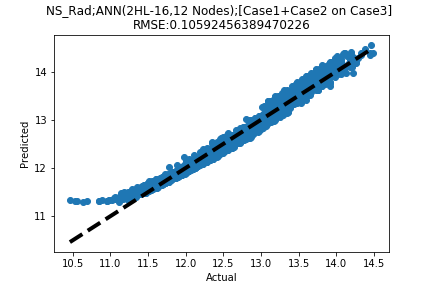 NS_Rad;ANN(2HL-16,12 Nodes);[Case1+Case2 on Case3]
RMSE:0.10592456389470226
14
13
12
11
Predicted
10.5 11.0 11.5 12.0 12.5 13.0 13.5 14.0 14.5
Actual